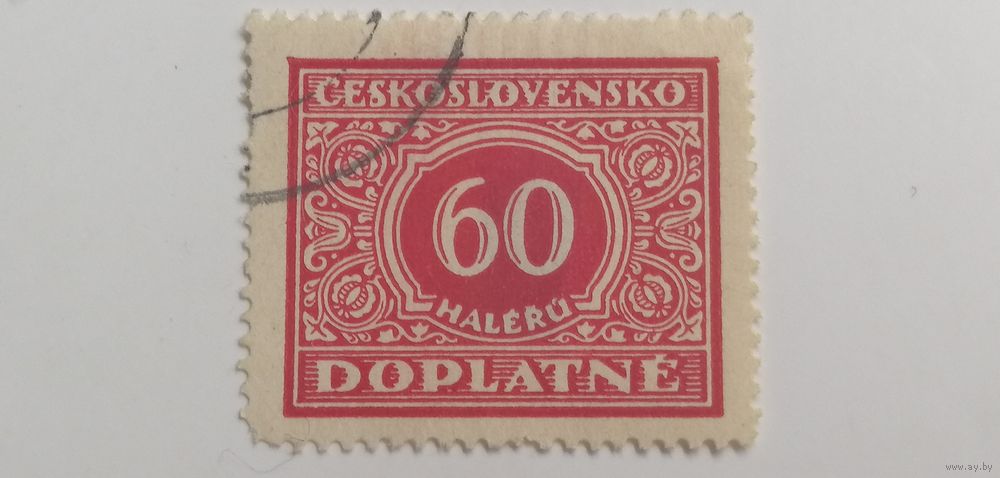 ČESKOSLOVENSKO
60
HALÉŘŮ
DOPLATNÉ
www.ay.by